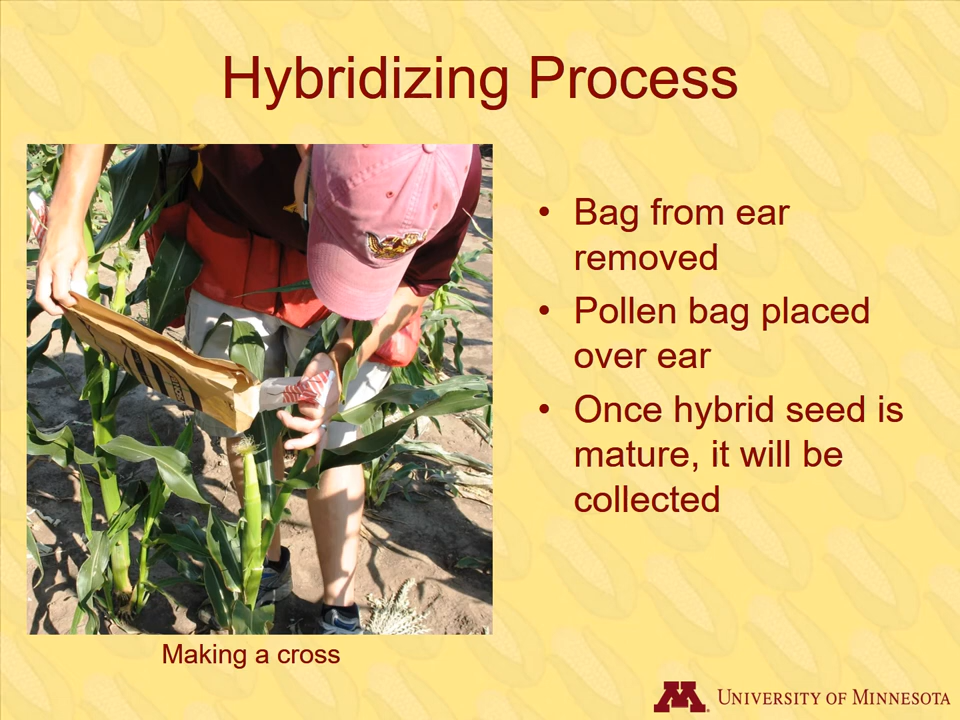 Hybridizing Process
• Bag from ear
removed
• Pollen bag placed
over ear
• Once hybrid seed is
mature, it will be
collected
Making a cross
M UNIVERSITY OF MINNESOTA